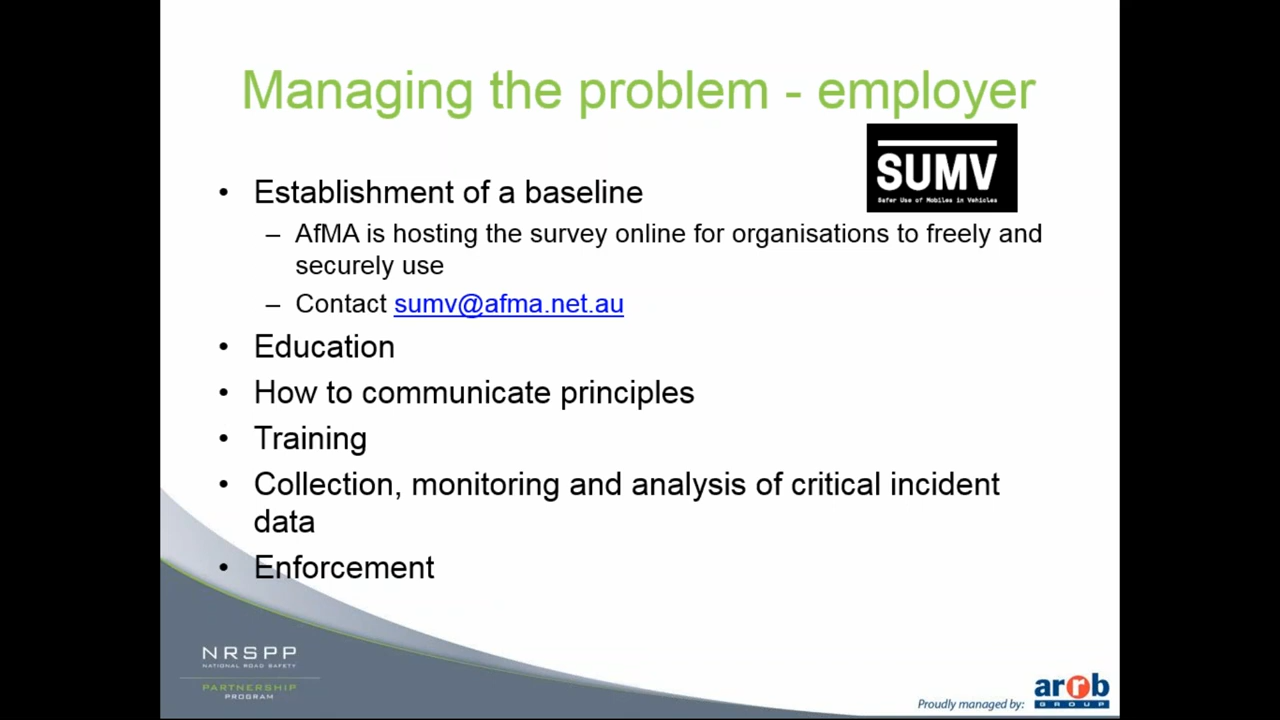 Managing the problem - employer
SUMV
Safer Use of Mobiles in Vehicles
• Establishment of a baseline
– AfMA is hosting the survey online for organisations to freely and
securely use
– Contact sumv@afma.net.au
• Education
• How to communicate principles
• Training
• Collection, monitoring and analysis of critical incident
data
• Enforcement
NRSPP
NATIONAL ROAD SAFETY
PARTNERSHIP
PROGRAM
Proudly managed by:
arrb
GROUP